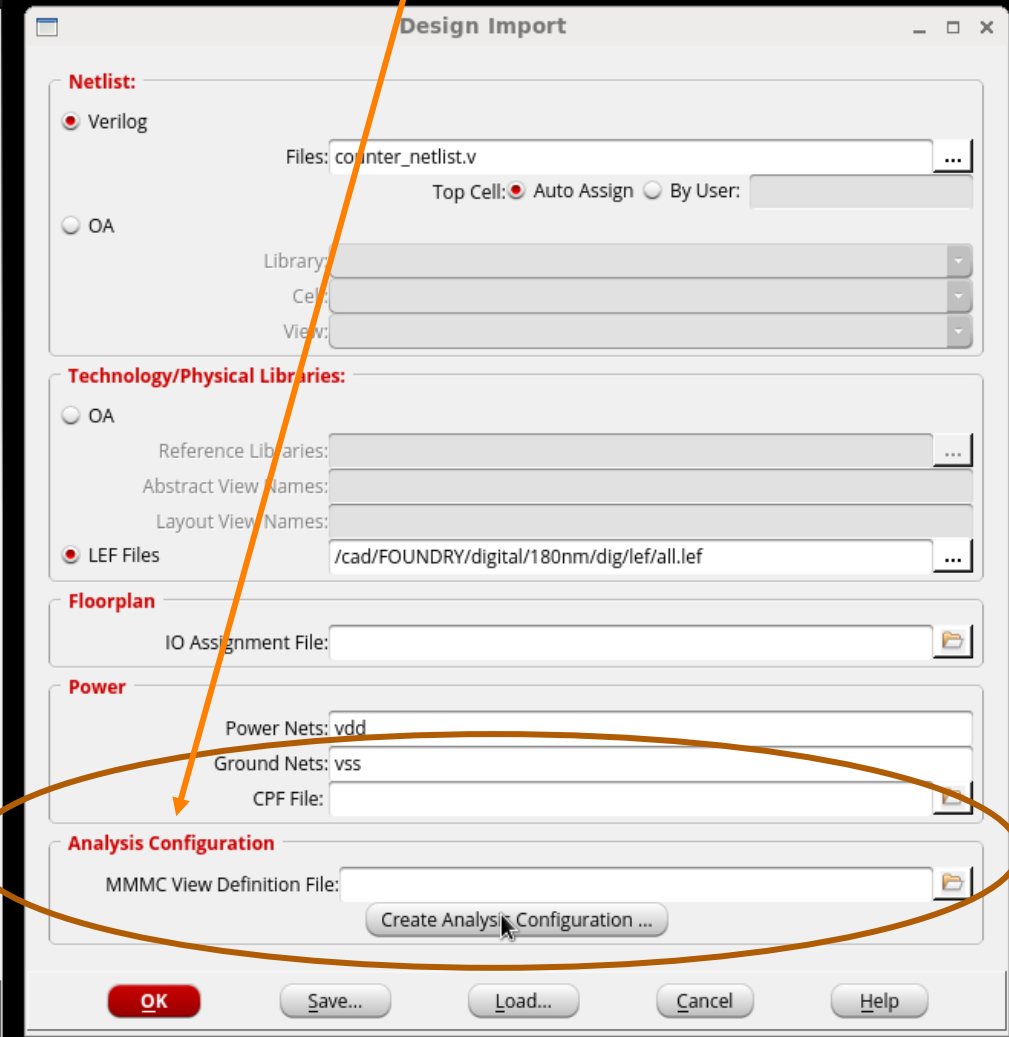 Design Import
Netlist:
Verilog
Files: counter_netlist.v ...
Top Cell: Auto Assign By User:
OA
Library:
Cell:
View:
Technology/Physical Libraries:
OA
Reference Libraries: ...
Abstract View Names:
Layout View Names:
LEF Files /cad/FOUNDRY/digital/180nm/dig/lef/all.lef ...
Floorplan
IO Assignment File:
Power
Power Nets: vdd
Ground Nets: vss
CPF File:
Analysis Configuration
MMMC View Definition File:
Create Analysis Configuration ...
OK Save... Load... Cancel Help